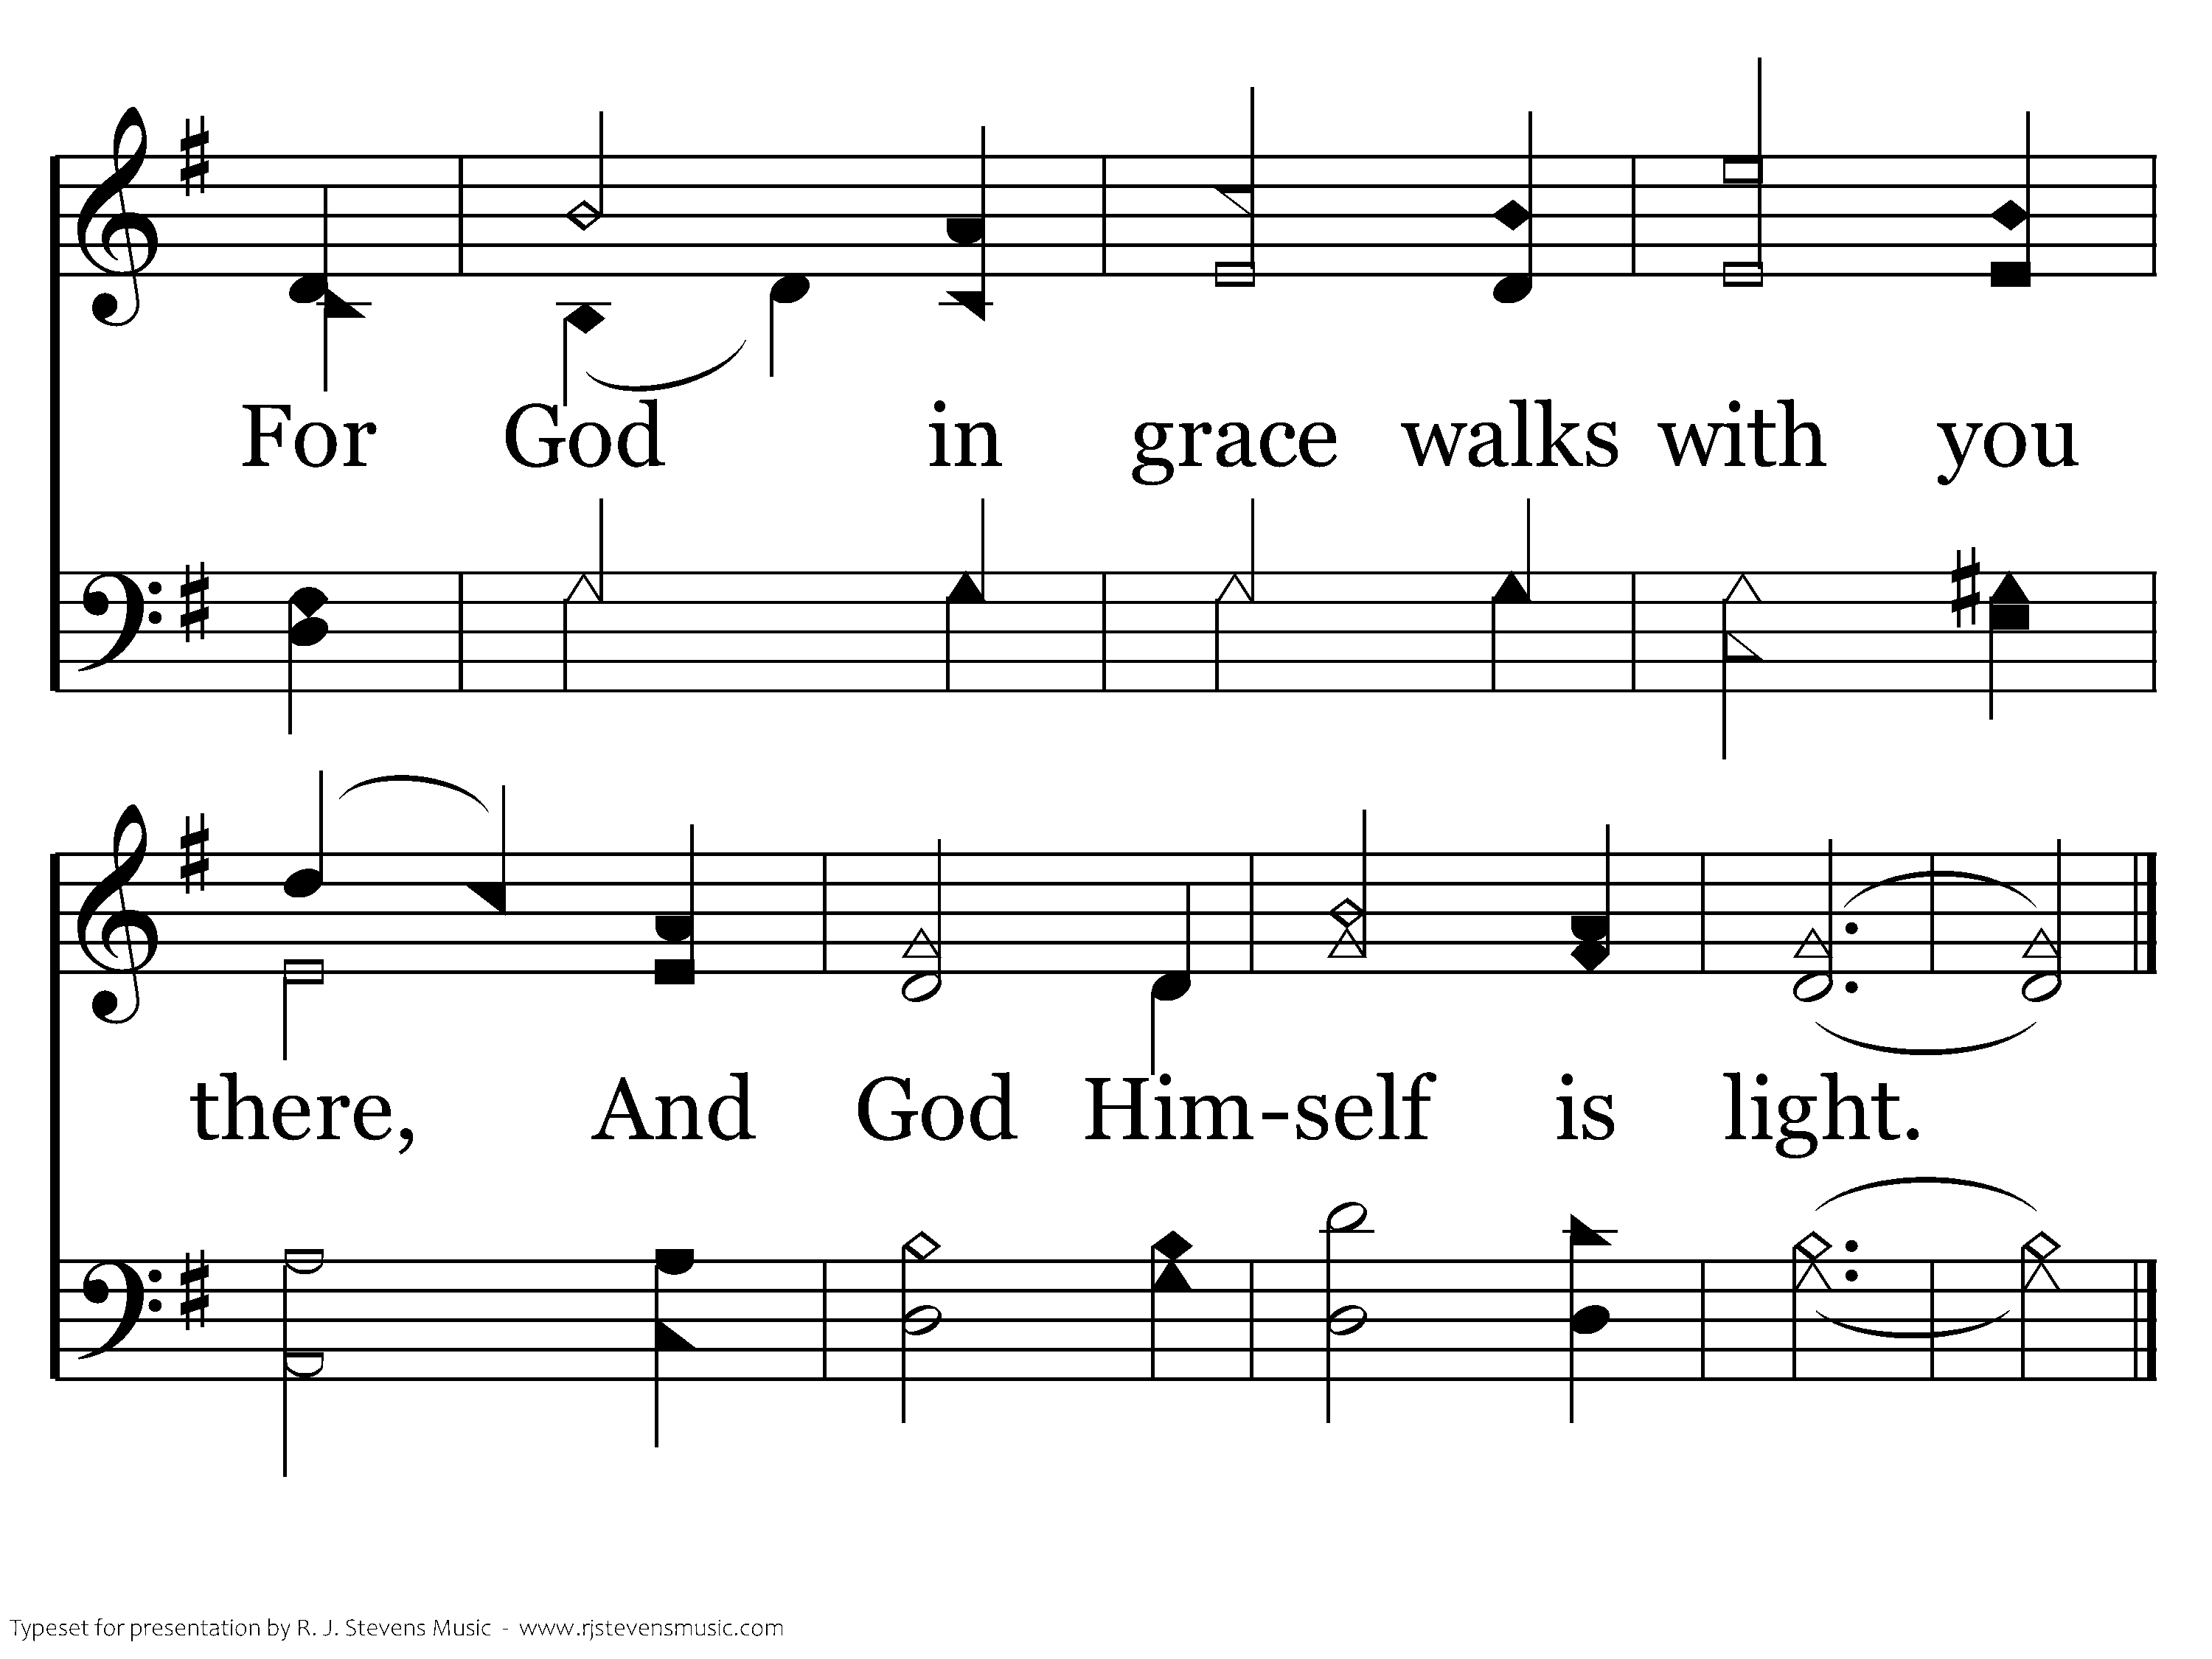 For God in grace walks with you
there, And God Him-self is light.
Typeset for presentation by R. J. Stevens Music - www.rjstevensmusic.com